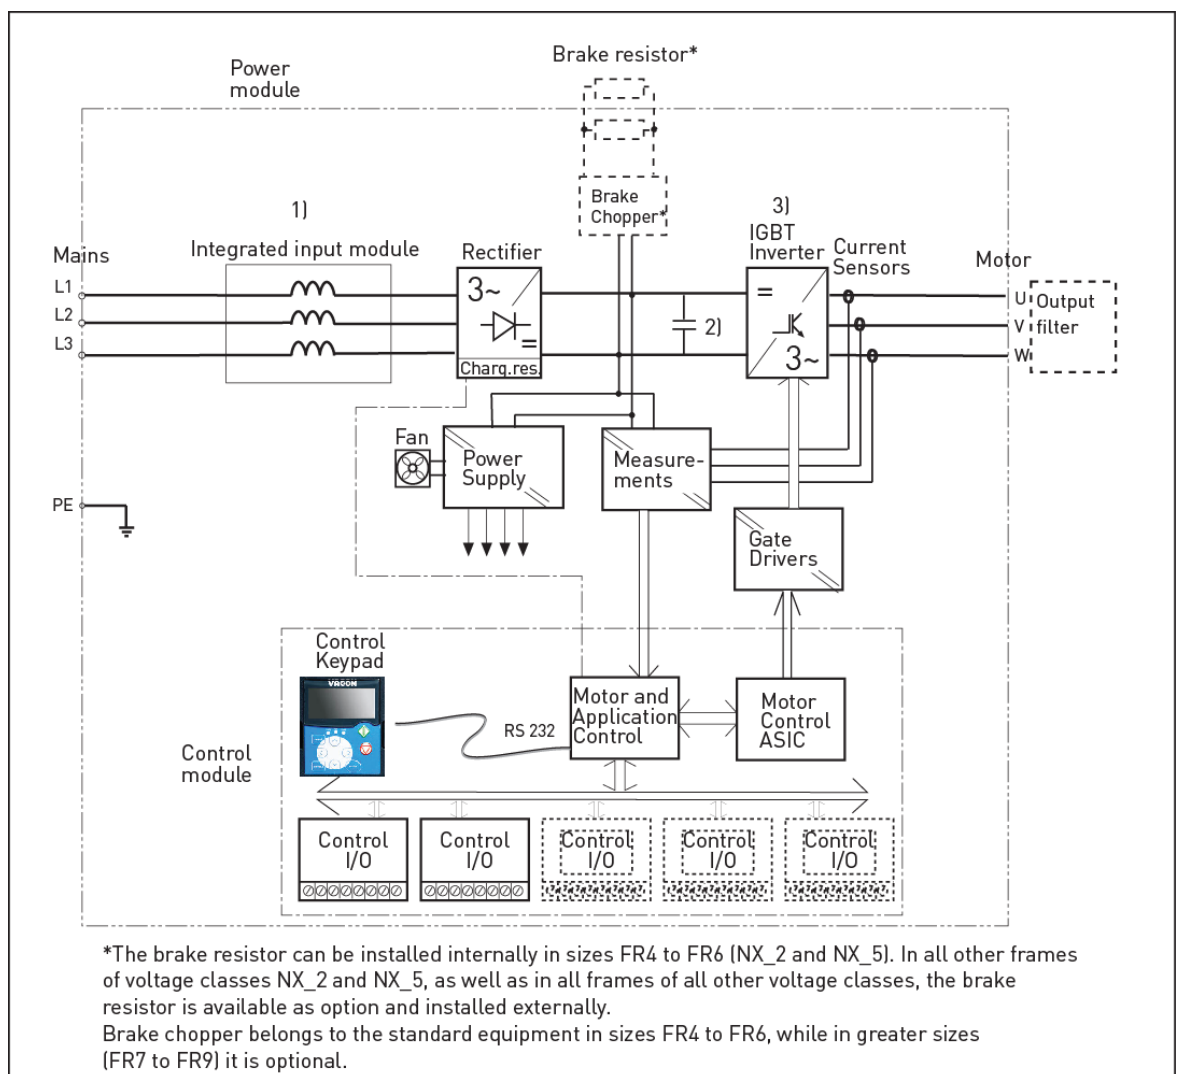 Brake resistor*
Power
module
Brake
Chopper*
1)
3)
Integrated input module
Rectifier
IGBT
Inverter
Current
Sensors
Mains
Motor
L1
L2
L3
3~
=
Charq.res.
2)
=
3~
U
V
W
Output
filter
Fan
Power
Supply
Measure-
ments
PE
Gate
Drivers
Control
Keypad
VACON
Motor and
Application
Control
RS 232
Motor
Control
ASIC
Control
module
Control
I/O
Control
I/O
Control
I/O
Control
I/O
Control
I/O
*The brake resistor can be installed internally in sizes FR4 to FR6 (NX_2 and NX_5). In all other frames
of voltage classes NX_2 and NX_5, as well as in all frames of all other voltage classes, the brake
resistor is available as option and installed externally.
Brake chopper belongs to the standard equipment in sizes FR4 to FR6, while in greater sizes
(FR7 to FR9) it is optional.